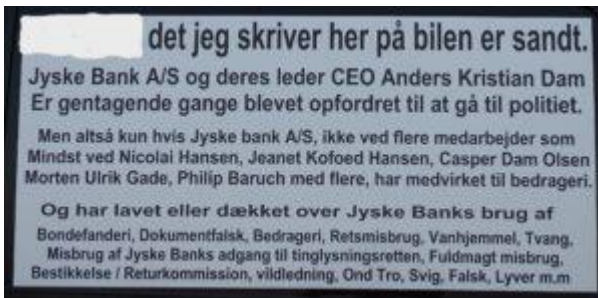 det jeg skriver her på bilen er sandt.
Jyske Bank A/S og deres leder CEO Anders Kristian Dam
Er gentagende gange blevet opfordret til at gå til politiet.
Men altså kun hvis Jyske bank A/S, ikke ved flere medarbejder som
Mindst ved Nicolai Hansen, Jeanet Kofoed Hansen, Casper Dam Olsen
Morten Ulrik Gade, Philip Baruch med flere, har medvirket til bedrageri.
Og har lavet eller dækket over Jyske Banks brug af
Bondefanderi, Dokumentfalsk, Bedrageri, Retsmisbrug, Vanhjemmel, Tvang,
Misbrug af Jyske Banks adgang til tinglysningsretten, Fuldmagt misbrug,
Bestikkelse / Returkommission, vildledning, Ond Tro, Svig, Falsk, Lyver m.m